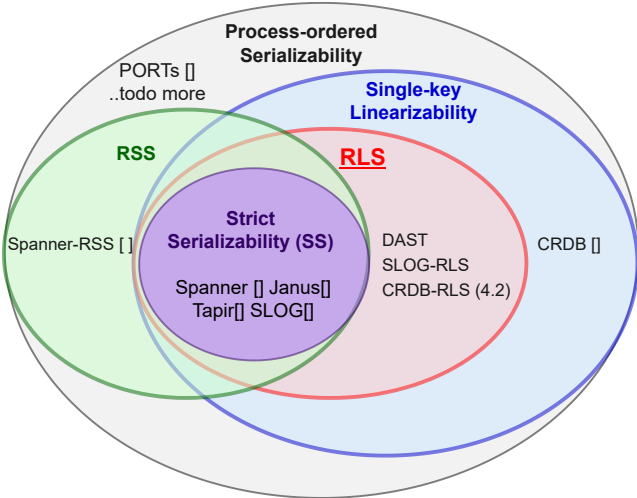 Process-ordered
Serializability
PORTs []
..todo more
Single-key
Linearizability
RSS
RLS
Strict
Serializability (SS)
Spanner-RSS [ ]
DAST
SLOG-RLS
CRDB-RLS (4.2)
CRDB []
Spanner [] Janus[]
Tapir[] SLOG[]